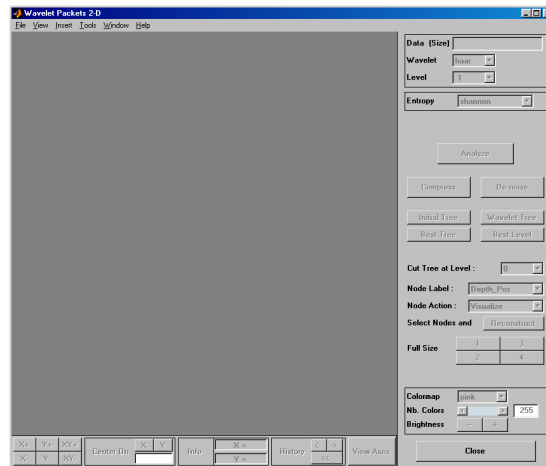 Wavelet Packets 2-D
File View Insert Tools Window Help
Data (Size)
Wavelet haar
Level 1
Entropy shannon
Analyze
Compress De-noise
Initial Tree Wavelet Tree
Best Tree Best Level
Cut Tree at Level : 0
Node Label : Depth_Pos
Node Action : Visualize
Select Nodes and Reconstruct
Full Size 1 3
2 4
Colormap pink
Nb. Colors 255
Brightness - +
X+ Y+ XY+ Center On X Y Info X = History <- -> View Axes
X- Y- XY- Y = <<-
Close